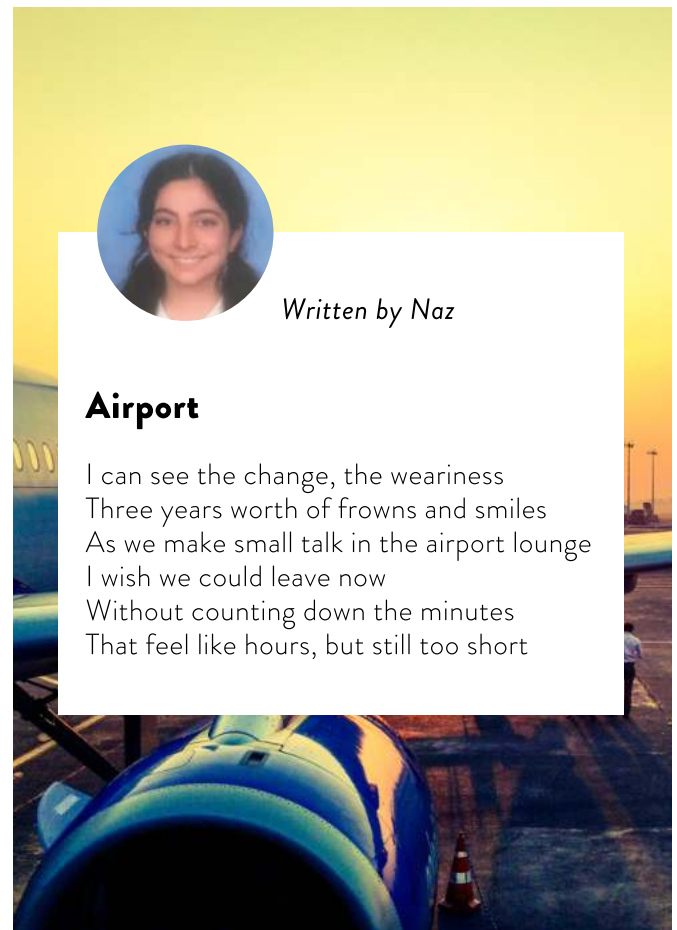 Written by Naz
Airport
I can see the change, the weariness
Three years worth of frowns and smiles
As we make small talk in the airport lounge
I wish we could leave now
Without counting down the minutes
That feel like hours, but still too short